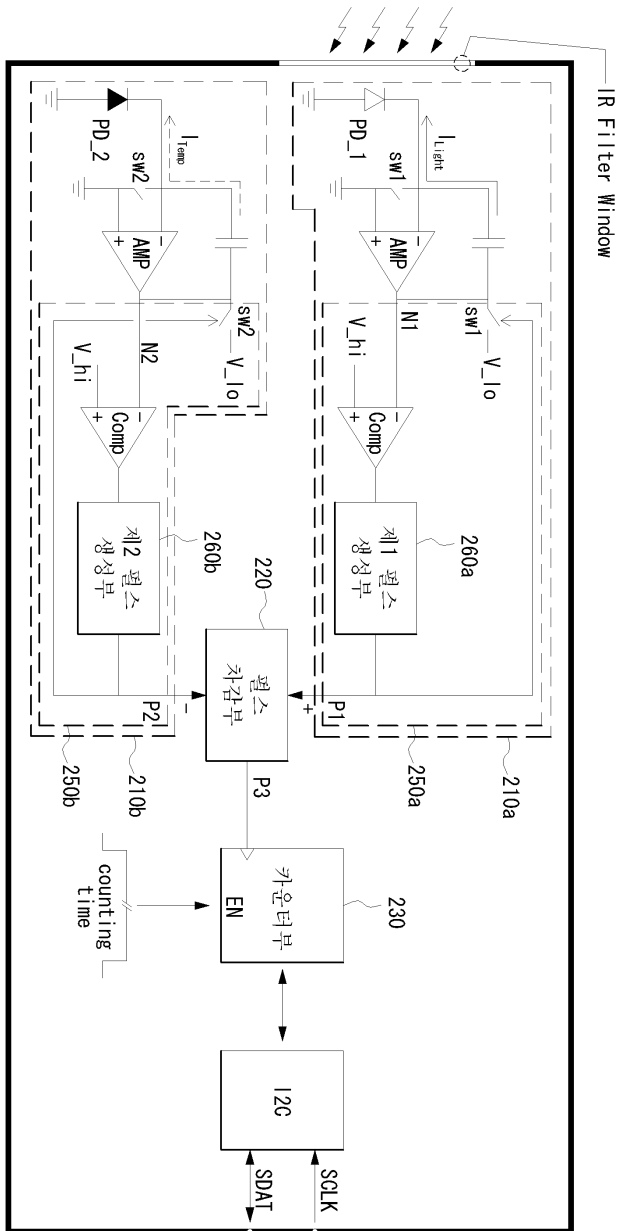 IR Filter Window
PD_1
I_Light
sw1
AMP
-
+
sw1
V_lo
N1
V_hi
-
+
Comp
제1 펄스
생성부
260a
P1
+
250a
210a
PD_2
I_Temp
sw2
AMP
-
+
sw2
V_lo
N2
V_hi
-
+
Comp
제2 펄스
생성부
260b
P2
-
250b
210b
220
펄스
차감부
P3
230
카운터부
EN
counting
time
I2C
SCLK
SDAT